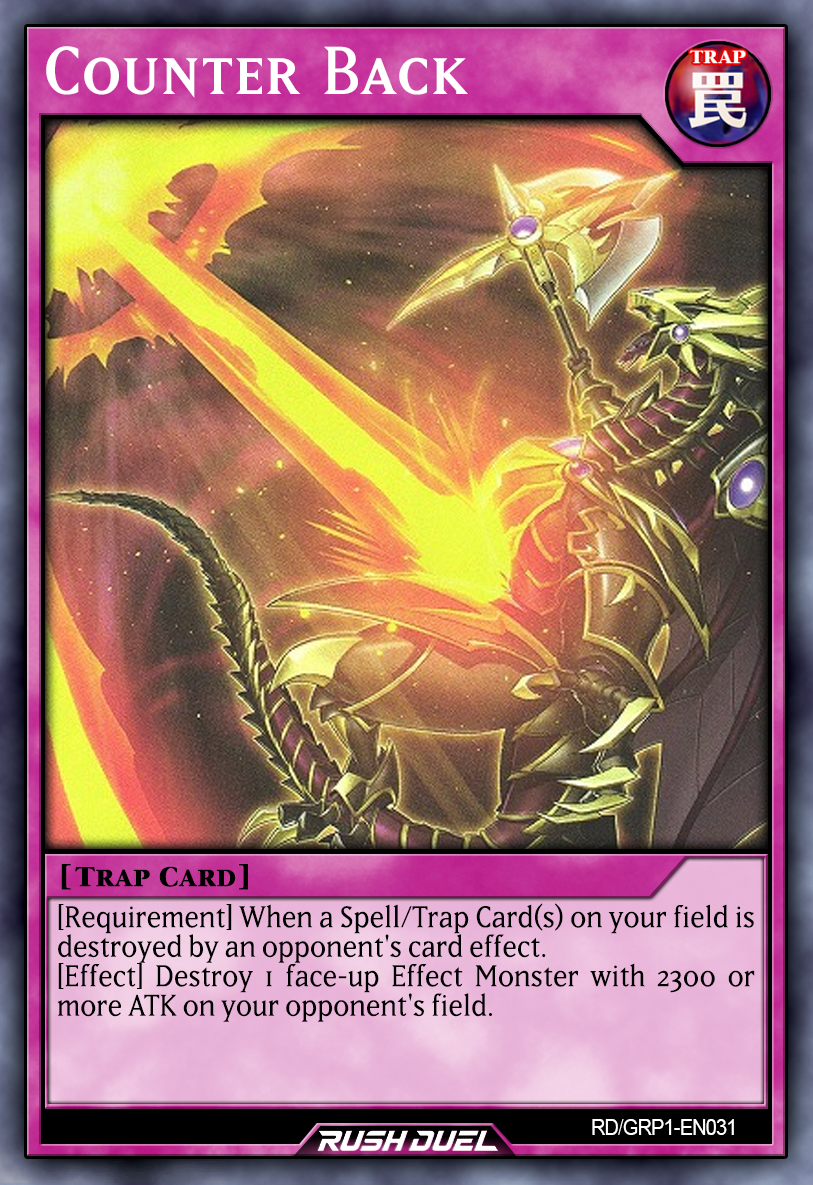 Counter Back
TRAP
罠
[Trap Card]
[Requirement] When a Spell/Trap Card(s) on your field is
destroyed by an opponent's card effect.
[Effect] Destroy 1 face-up Effect Monster with 2300 or
more ATK on your opponent's field.
RD/GRP1-EN031
RUSH DUEL